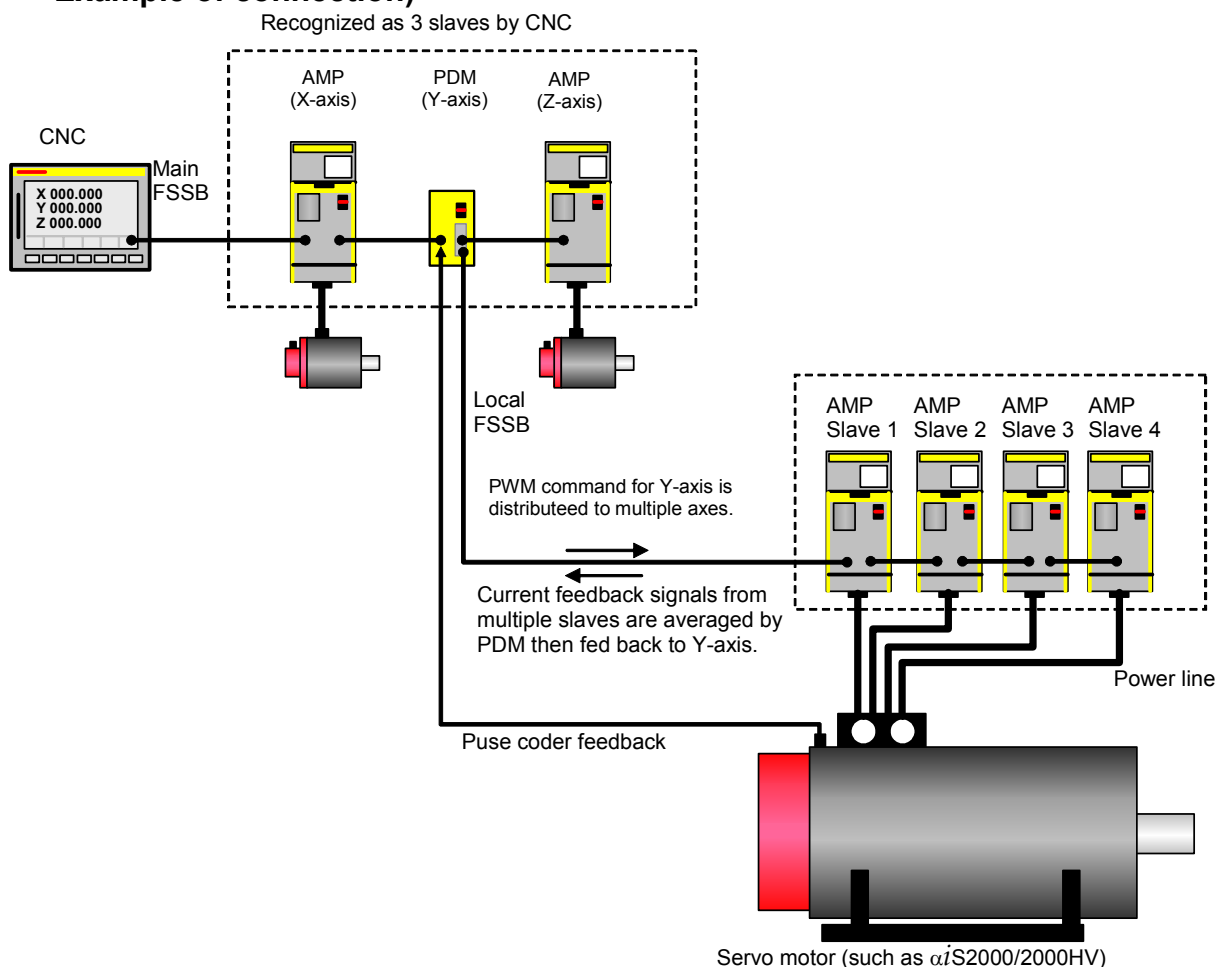 Example of connection)
Recognized as 3 slaves by CNC
AMP
(X-axis)
PDM
(Y-axis)
AMP
(Z-axis)
CNC
Main
FSSB
X 000.000
Y 000.000
Z 000.000
Local
FSSB
AMP
Slave 1
AMP
Slave 2
AMP
Slave 3
AMP
Slave 4
PWM command for Y-axis is
distributeed to multiple axes.
Current feedback signals from
multiple slaves are averaged by
PDM then fed back to Y-axis.
Power line
Puse coder feedback
Servo motor (such as αiS2000/2000HV)